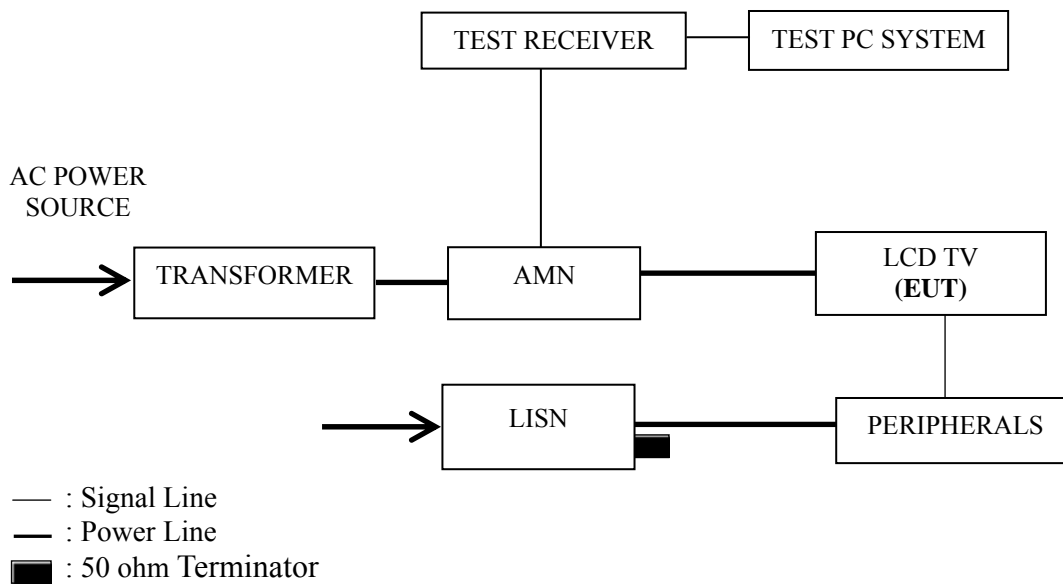 TEST RECEIVER
TEST PC SYSTEM
AC POWER
SOURCE
TRANSFORMER
AMN
LCD TV
(EUT)
LISN
PERIPHERALS
: Signal Line
: Power Line
: 50 ohm Terminator